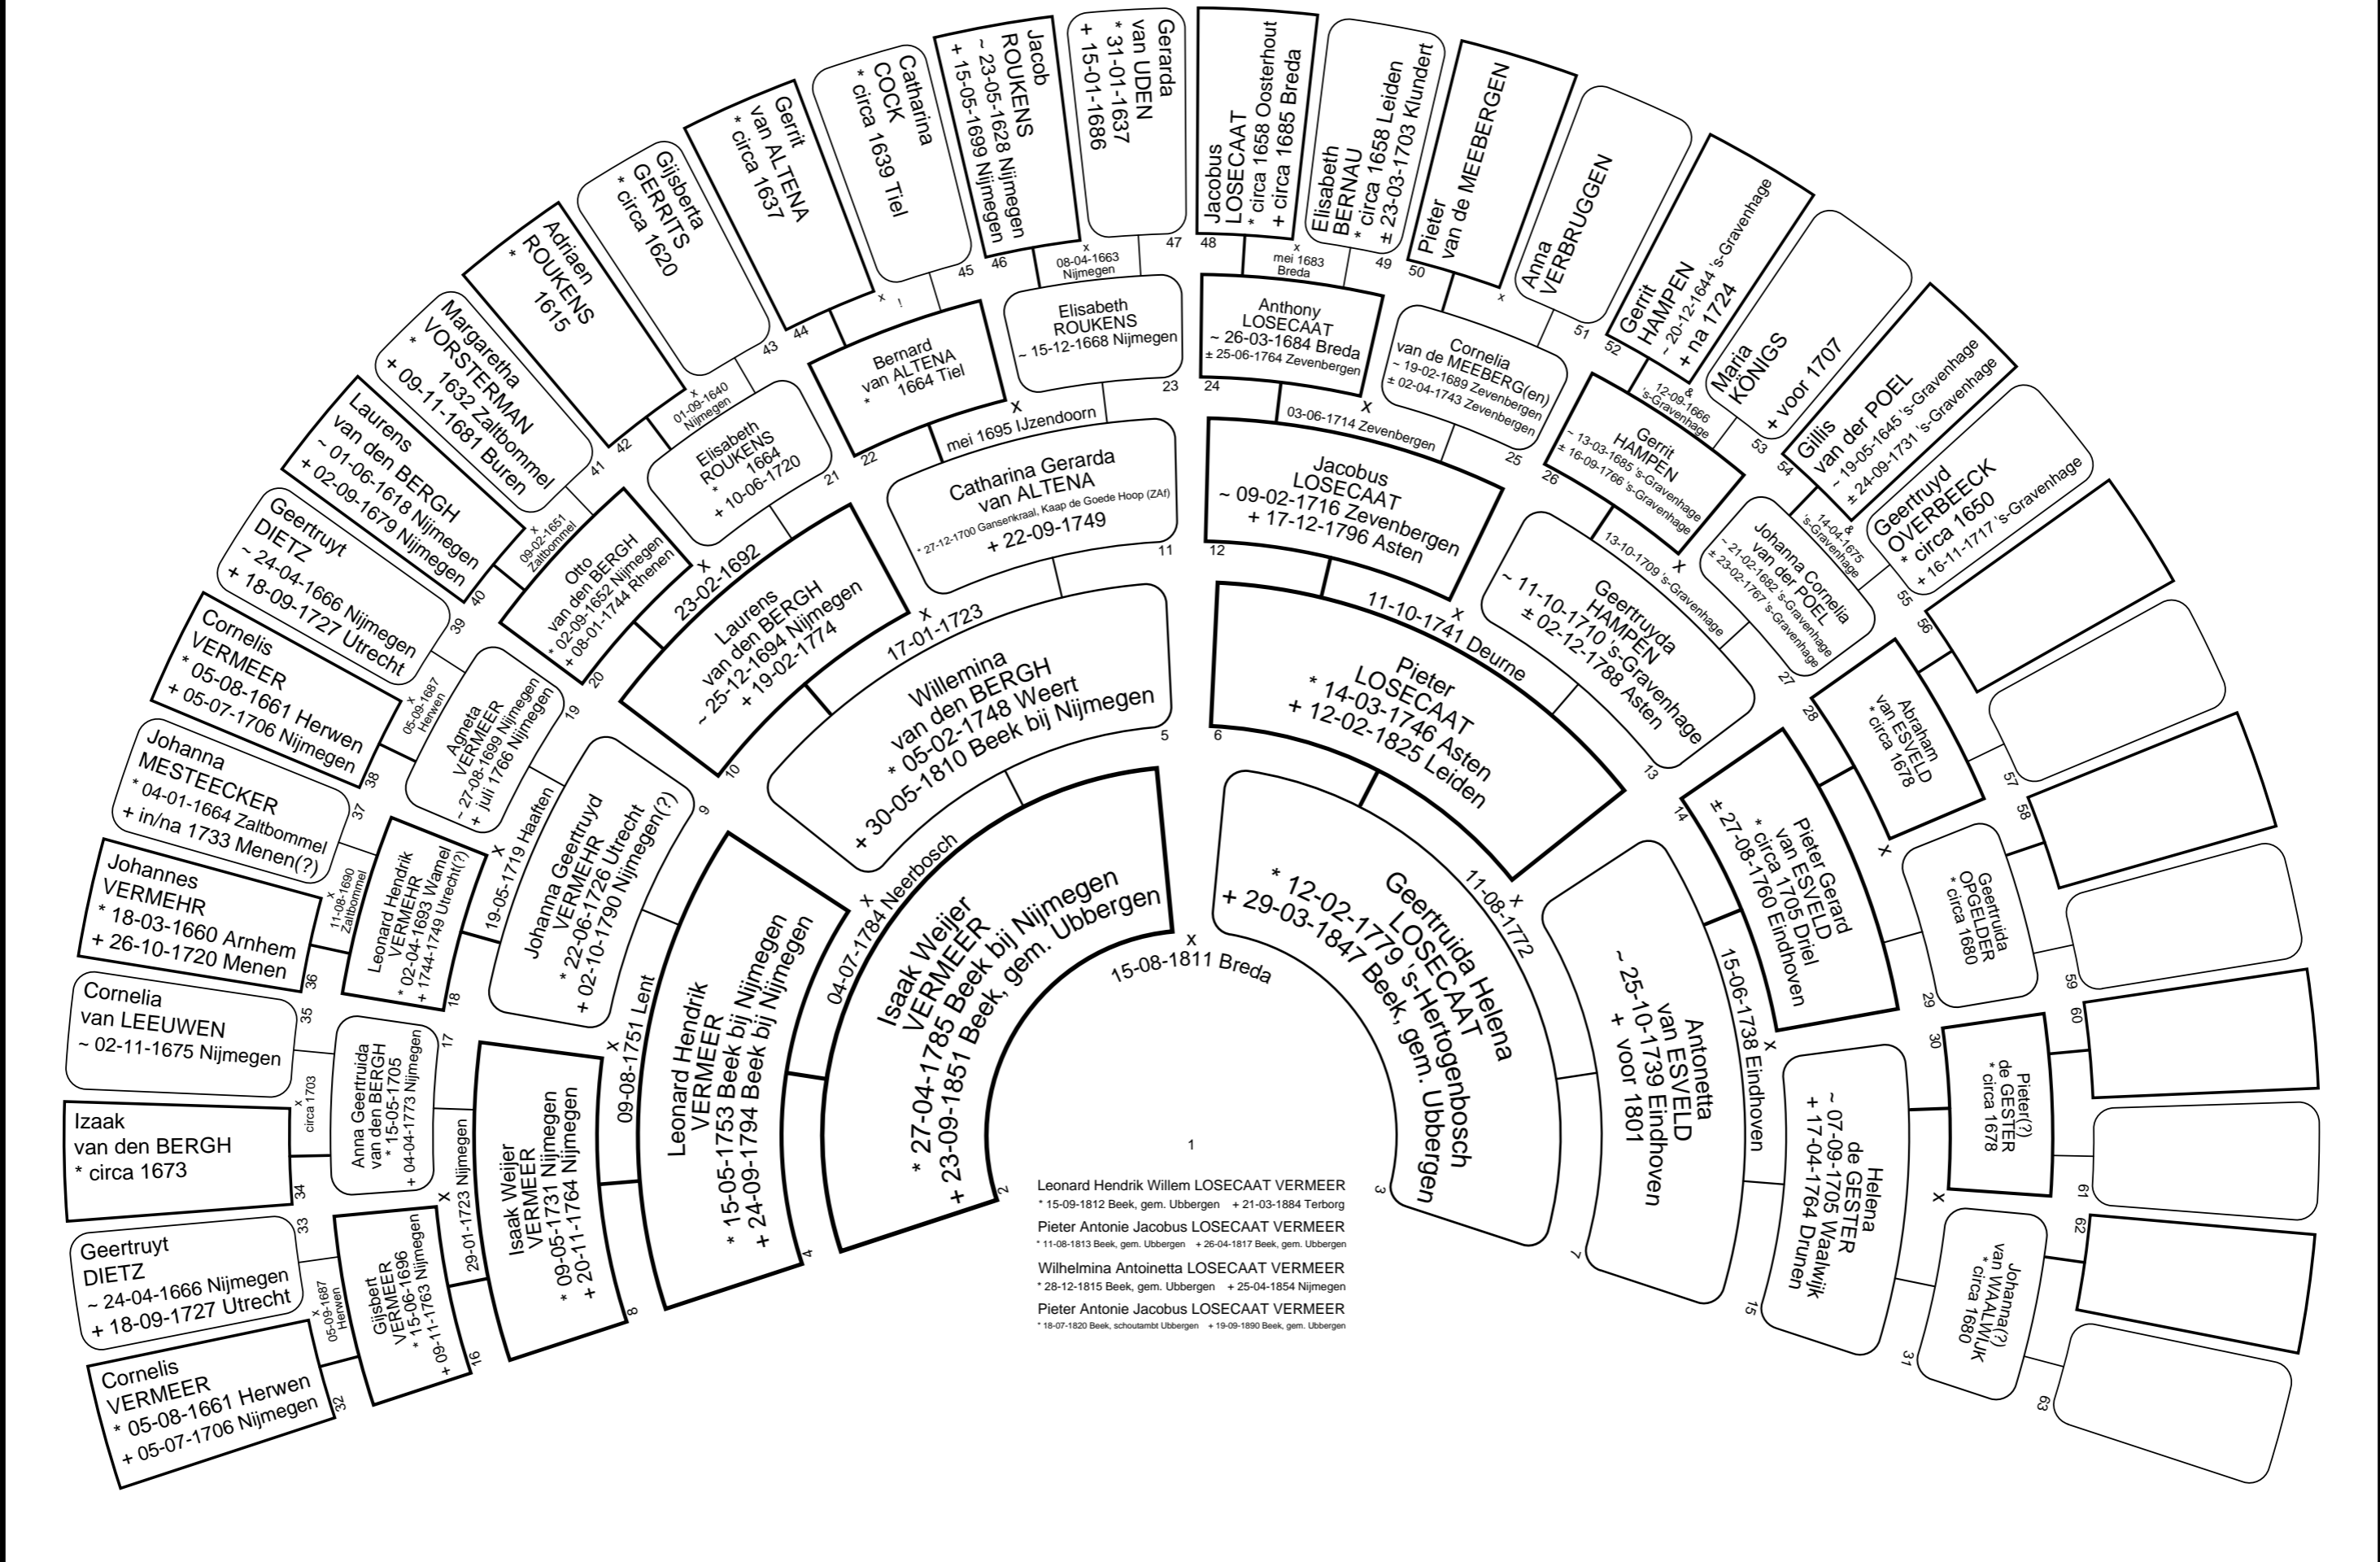 1
Leonard Hendrik Willem LOSECAAT VERMEER
* 15-09-1812 Beek, gem. Ubbergen + 21-03-1884 Terborg
Pieter Antonie Jacobus LOSECAAT VERMEER
* 11-08-1813 Beek, gem. Ubbergen + 26-04-1817 Beek, gem. Ubbergen
Wilhelmina Antoinetta LOSECAAT VERMEER
* 28-12-1815 Beek, gem. Ubbergen + 25-04-1854 Nijmegen
Pieter Antonie Jacobus LOSECAAT VERMEER
* 18-07-1820 Beek, schoutambt Ubbergen + 19-09-1890 Beek, gem. Ubbergen
2
Isaak Weijer
VERMEER
* 27-04-1785 Beek bij Nijmegen
+ 23-09-1851 Beek, gem. Ubbergen
x
15-08-1811 Breda
3
Geertruida Helena
LOSECAAT
* 12-02-1779 's-Hertogenbosch
+ 29-03-1847 Beek, gem. Ubbergen
4
Leonard Hendrik
VERMEER
* 15-05-1753 Beek bij Nijmegen
+ 24-09-1794 Beek bij Nijmegen
x
04-07-1784 Neerbosch
5
Willemina
van den BERGH
* 05-02-1748 Weert
+ 30-05-1810 Beek bij Nijmegen
6
Pieter
LOSECAAT
* 14-03-1746 Asten
+ 12-02-1825 Leiden
x
11-08-1772
7
Antonetta
van ESVELD
~ 25-10-1739 Eindhoven
+ voor 1801
8
Isaak Weijer
VERMEER
* 09-05-1731 Nijmegen
+ 20-11-1764 Nijmegen
x
09-08-1751 Lent
9
Johanna Geertruyd
VERMEHR
* 22-06-1726 Utrecht
+ 02-10-1790 Nijmegen(?)
10
Laurens
van den BERGH
~ 25-12-1694 Nijmegen
+ 19-02-1774
x
17-01-1723
11
Catharina Gerarda
van ALTENA
* 27-12-1700 Gansenkraal, Kaap de Goede Hoop (ZAf)
+ 22-09-1749
12
Jacobus
LOSECAAT
~ 09-02-1716 Zevenbergen
+ 17-12-1796 Asten
x
11-10-1741 Deurne
13
Geertruyda
HAMPEN
~ 11-10-1710 's-Gravenhage
± 02-12-1788 Asten
14
Pieter Gerard
van ESVELD
* circa 1705 Driel
± 27-08-1760 Eindhoven
x
15-06-1738 Eindhoven
15
Helena
de GESTER
~ 07-09-1705 Waalwijk
+ 17-04-1764 Drunen
16
Gijsbert
VERMEER
* 15-06-1696
+ 09-11-1763 Nijmegen
x
29-01-1723 Nijmegen
17
Anna Geertruida
van den BERGH
* 15-05-1705
+ 04-04-1773 Nijmegen
18
Leonard Hendrik
VERMEHR
* 02-04-1693 Wamel
+ 1744-1749 Utrecht(?)
x
19-05-1719 Haaften
19
Agneta
VERMEER
~ 27-08-1699 Nijmegen
+ juli 1766 Nijmegen
20
Otto
van den BERGH
* 02-09-1652 Nijmegen
+ 08-01-1744 Rhenen
x
23-02-1692
21
Elisabeth
ROUKENS
* 1664
+ 10-06-1720
22
Bernard
van ALTENA
* 1664 Tiel
x
mei 1695 IJzendoorn
23
Elisabeth
ROUKENS
~ 15-12-1668 Nijmegen
24
Anthony
LOSECAAT
~ 26-03-1684 Breda
± 25-06-1764 Zevenbergen
x
03-06-1714 Zevenbergen
25
Cornelia
van de MEEBERG(en)
~ 19-02-1689 Zevenbergen
± 02-04-1743 Zevenbergen
26
Gerrit
HAMPEN
~ 13-03-1685 's-Gravenhage
± 16-09-1766 's-Gravenhage
x
13-10-1709 's-Gravenhage
27
Johanna Cornelia
van der POEL
~ 21-02-1682 's-Gravenhage
± 23-02-1767 's-Gravenhage
28
Abraham
van ESVELD
* circa 1678
x
29
Geertruida
OPGELDER
* circa 1680
30
Pieter(?)
de GESTER
* circa 1678
x
31
Johanna(?)
van WAALWIJK
* circa 1680
32
Cornelis
VERMEER
* 05-08-1661 Herwen
+ 05-07-1706 Nijmegen
x
05-09-1687
Herwen
33
Geertruyt
DIETZ
~ 24-04-1666 Nijmegen
+ 18-09-1727 Utrecht
34
Izaak
van den BERGH
* circa 1673
x
circa 1703
35
Cornelia
van LEEUWEN
~ 02-11-1675 Nijmegen
36
Johannes
VERMEHR
* 18-03-1660 Arnhem
+ 26-10-1720 Menen
x
11-08-1690
Zaltbommel
37
Johanna
MESTEECKER
* 04-01-1664 Zaltbommel
+ in/na 1733 Menen(?)
38
Cornelis
VERMEER
* 05-08-1661 Herwen
+ 05-07-1706 Nijmegen
x
05-09-1687
Herwen
39
Geertruyt
DIETZ
~ 24-04-1666 Nijmegen
+ 18-09-1727 Utrecht
40
Laurens
van den BERGH
~ 01-06-1618 Nijmegen
+ 02-09-1679 Nijmegen
x
09-02-1651
Zaltbommel
41
Margaretha
VORSTERMAN
* 1632 Zaltbommel
+ 09-11-1681 Buren
42
Adriaen
ROUKENS
* 1615
x
01-09-1640
Nijmegen
43
Gijsberta
GERRITS
* circa 1620
44
Gerrit
van ALTENA
* circa 1637
x
!
45
Catharina
COCK
* circa 1639 Tiel
46
Jacob
ROUKENS
~ 23-05-1628 Nijmegen
+ 15-05-1699 Nijmegen
x
08-04-1663
Nijmegen
47
Gerarda
van UDEN
* 31-01-1637
+ 15-01-1686
48
Jacobus
LOSECAAT
* circa 1658 Oosterhout
+ circa 1685 Breda
x
mei 1683
Breda
49
Elisabeth
BERNAU
* circa 1658 Leiden
± 23-03-1703 Klundert
50
Pieter
van de MEEBERGEN
x
51
Anna
VERBRUGGEN
52
Gerrit
HAMPEN
~ 20-12-1644 's-Gravenhage
+ na 1724
&
12-09-1666
's-Gravenhage
53
Maria
KÖNIGS
+ voor 1707
54
Gillis
van der POEL
~ 19-05-1645 's-Gravenhage
± 24-09-1731 's-Gravenhage
&
14-04-1675
's-Gravenhage
55
Geertruyd
OVERBEECK
* circa 1650
+ 16-11-1717 's-Gravenhage
56
57
58
59
60
61
62
63